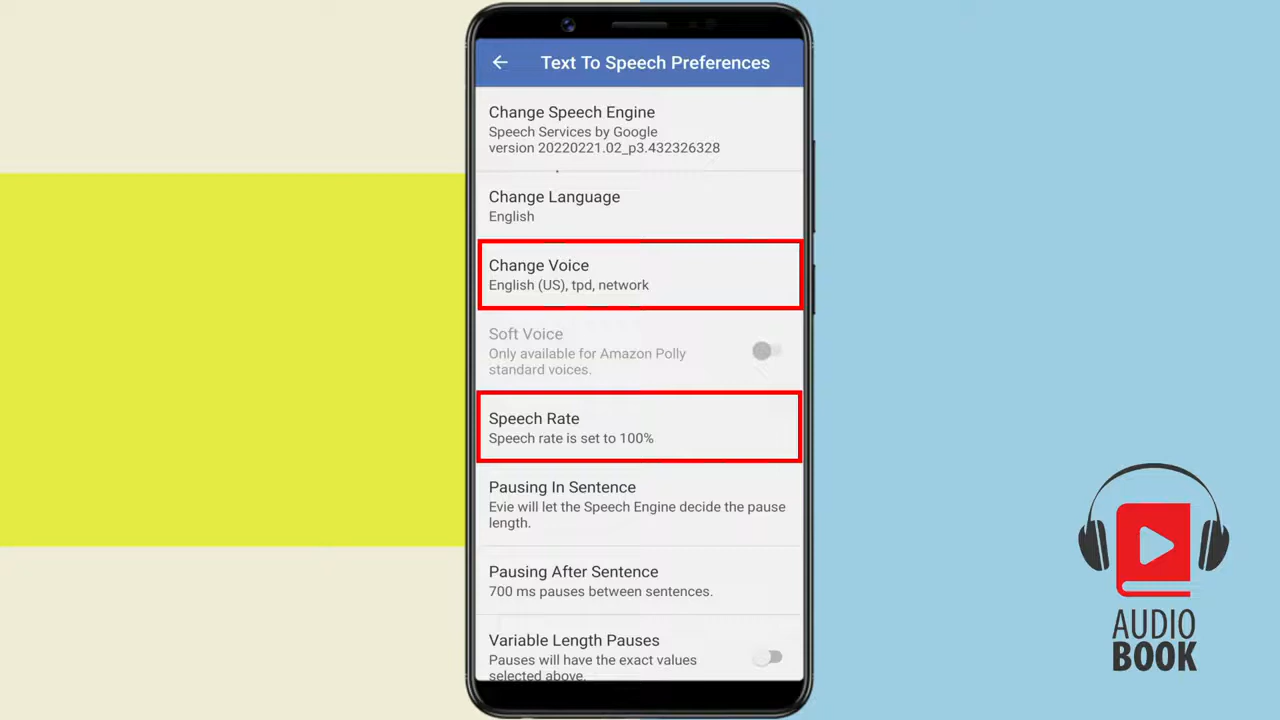 Text To Speech Preferences
Change Speech Engine
Speech Services by Google
version 20220221.02_p3.432326328
Change Language
English
Change Voice
English (US), tpd, network
Soft Voice
Only available for Amazon Polly
standard voices.
Speech Rate
Speech rate is set to 100%
Pausing In Sentence
Evie will let the Speech Engine decide the pause
length.
Pausing After Sentence
700 ms pauses between sentences.
Variable Length Pauses
Pauses will have the exact values
selected above.
AUDIO
BOOK